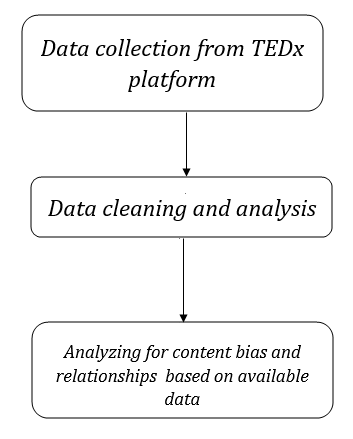 Data collection from TEDx
platform
Data cleaning and analysis
Analyzing for content bias and
relationships based on available
data